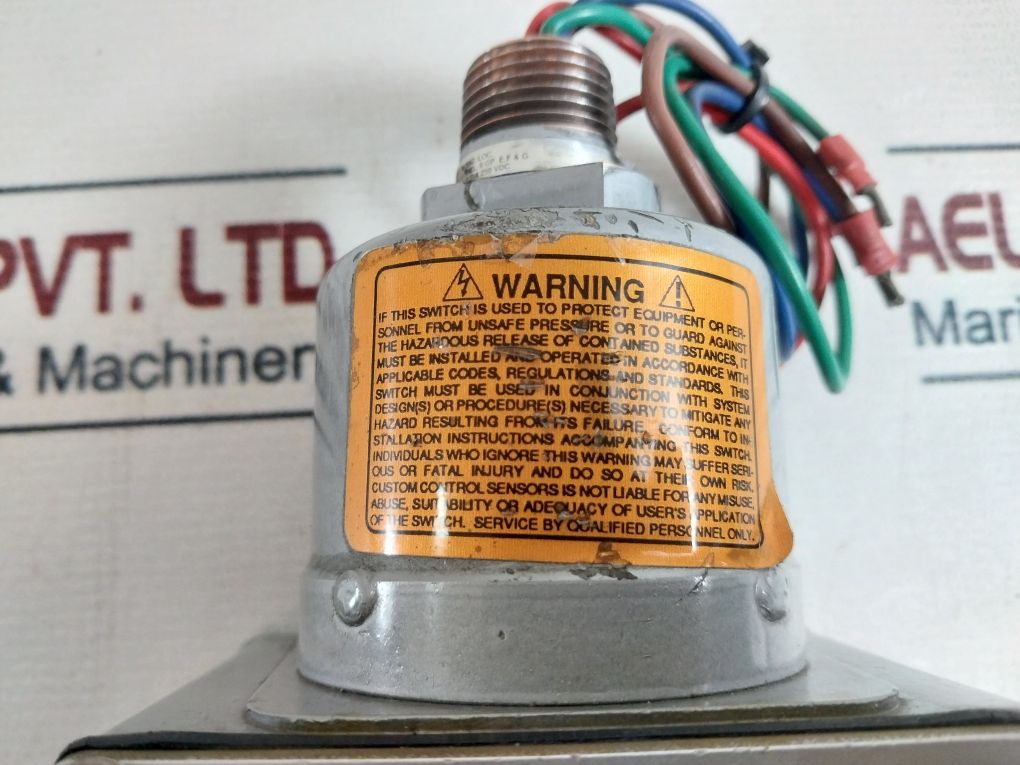 LOC.
GP. E,F & G.
VDC
PVT. LTD
& Machiner
AEL
Mari
WARNING
IF THIS SWITCH IS USED TO PROTECT EQUIPMENT OR PER-
SONNEL FROM UNSAFE PRESSURE OR TO GUARD AGAINST
THE HAZARDOUS RELEASE OF CONTAINED SUBSTANCES, IT
MUST BE INSTALLED AND OPERATED IN ACCORDANCE WITH
APPLICABLE CODES, REGULATIONS AND STANDARDS. THIS
SWITCH MUST BE USED IN CONJUNCTION WITH SYSTEM
DESIGN(S) OR PROCEDURE(S) NECESSARY TO MITIGATE ANY
HAZARD RESULTING FROM ITS FAILURE. CONFORM TO IN-
STALLATION INSTRUCTIONS ACCOMPANYING THIS SWITCH.
INDIVIDUALS WHO IGNORE THIS WARNING MAY SUFFER SERI-
OUS OR FATAL INJURY AND DO SO AT THEIR OWN RISK.
CUSTOM CONTROL SENSORS IS NOT LIABLE FOR ANY MISUSE,
ABUSE, SUITABILITY OR ADEQUACY OF USER'S APPLICATION
OF THE SWITCH. SERVICE BY QUALIFIED PERSONNEL ONLY.